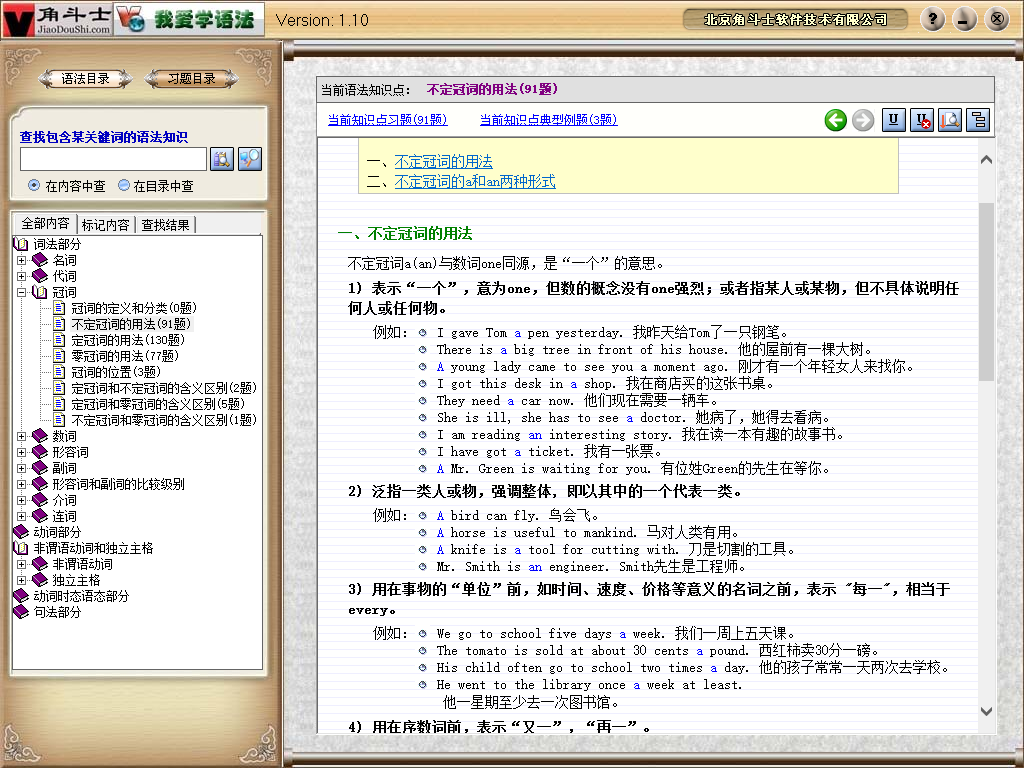 角斗士
JiaoDouShi.com
我爱学语法
Version: 1.10
北京角斗士软件技术有限公司
语法目录
习题目录
查找包含某关键词的语法知识
在内容中查
在目录中查
全部内容
标记内容
查找结果
词法部分
名词
代词
冠词
冠词的定义和分类(0题)
不定冠词的用法(91题)
定冠词的用法(130题)
零冠词的用法(77题)
冠词的位置(3题)
定冠词和不定冠词的含义区别(2题)
定冠词和零冠词的含义区别(5题)
不定冠词和零冠词的含义区别(1题)
数词
形容词
副词
形容词和副词的比较级别
介词
连词
动词部分
非谓语动词和独立主格
非谓语动词
独立主格
动词时态语态部分
句法部分
当前语法知识点: 不定冠词的用法(91题)
当前知识点习题(91题)
当前知识点典型例题(3题)
一、不定冠词的用法
二、不定冠词的a和an两种形式
一、不定冠词的用法
不定冠词a(an)与数词one同源，是“一个”的意思。
1) 表示“一个”，意为one，但数的概念没有one强烈；或者指某人或某物，但不具体说明任
何人或任何物。
例如: I gave Tom a pen yesterday. 我昨天给Tom了一只钢笔。
There is a big tree in front of his house. 他的屋前有一棵大树。
A young lady came to see you a moment ago. 刚才有一个年轻女人来找你。
I got this desk in a shop. 我在商店买的这张书桌。
They need a car now. 他们现在需要一辆车。
She is ill, she has to see a doctor. 她病了，她得去看病。
I am reading an interesting story. 我在读一本有趣的故事书。
I have got a ticket. 我有一张票。
A Mr. Green is waiting for you. 有位姓Green的先生在等你。
2) 泛指一类人或物，强调整体，即以其中的一个代表一类。
例如: A bird can fly. 鸟会飞。
A horse is useful to mankind. 马对人类有用。
A knife is a tool for cutting with. 刀是切割的工具。
Mr. Smith is an engineer. Smith先生是工程师。
3) 用在事物的“单位”前，如时间、速度、价格等意义的名词之前，表示 "每一"，相当于
every。
例如: We go to school five days a week. 我们一周上五天课。
The tomato is sold at about 30 cents a pound. 西红柿卖30分一磅。
His child often go to school two times a day. 他的孩子常常一天两次去学校。
He went to the library once a week at least.
他一星期至少去一次图书馆。
4) 用在序数词前，表示“又一”，“再一”。